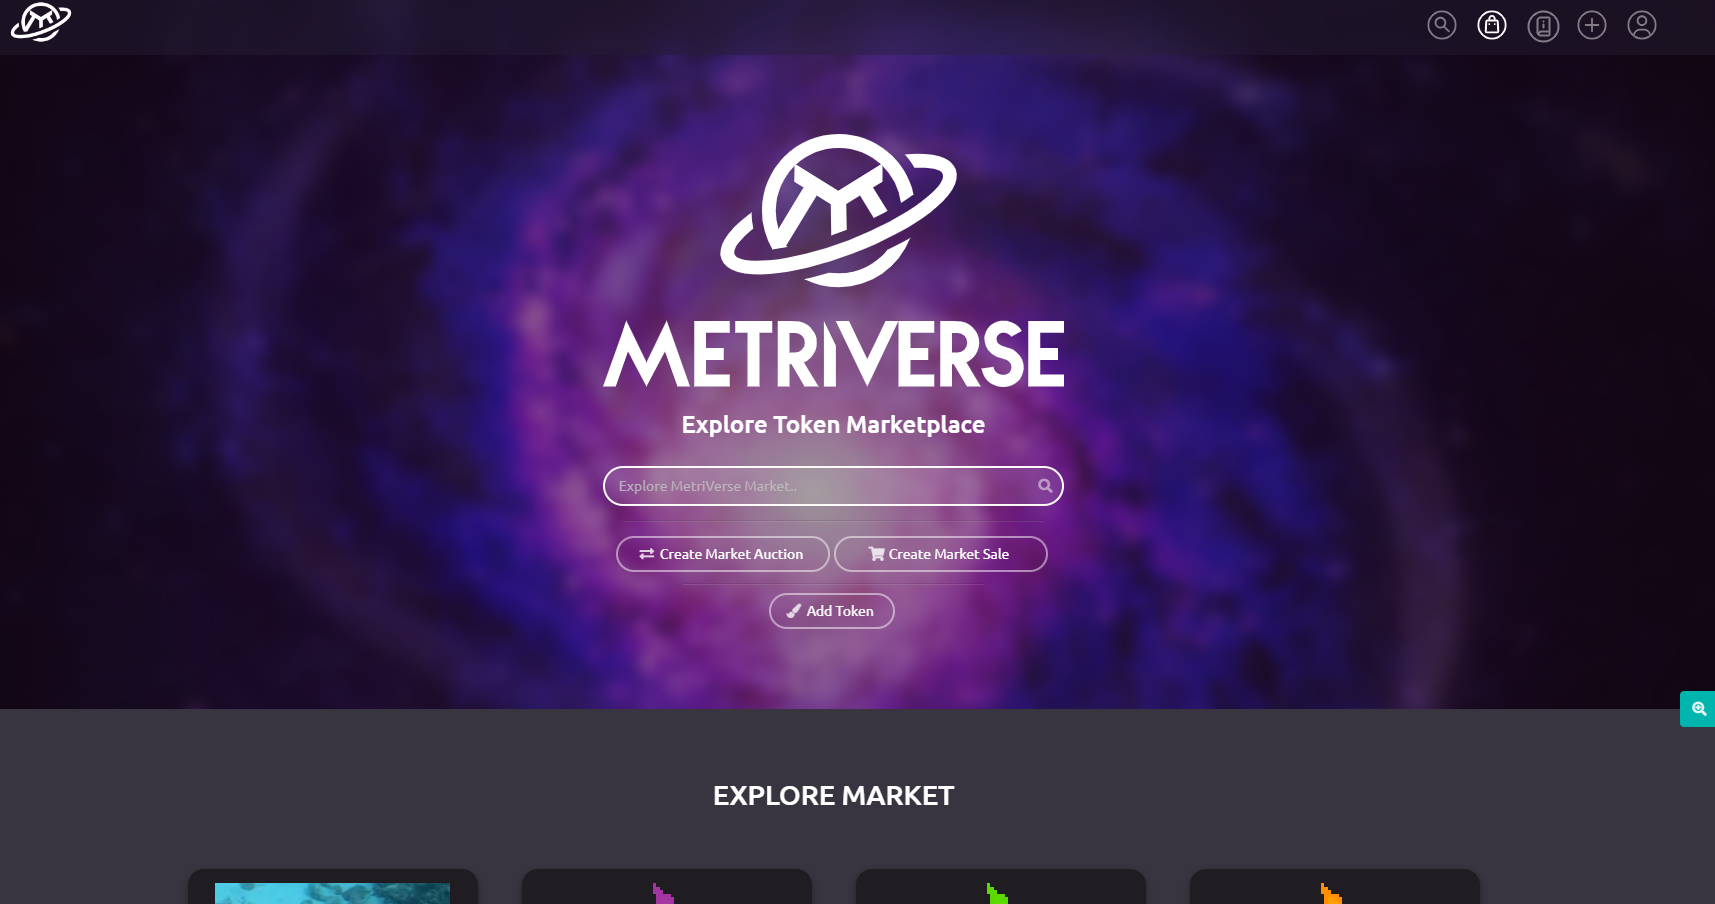 METRIVERSE
Explore Token Marketplace
Explore MetriVerse Market..
Create Market Auction
Create Market Sale
Add Token
EXPLORE MARKET